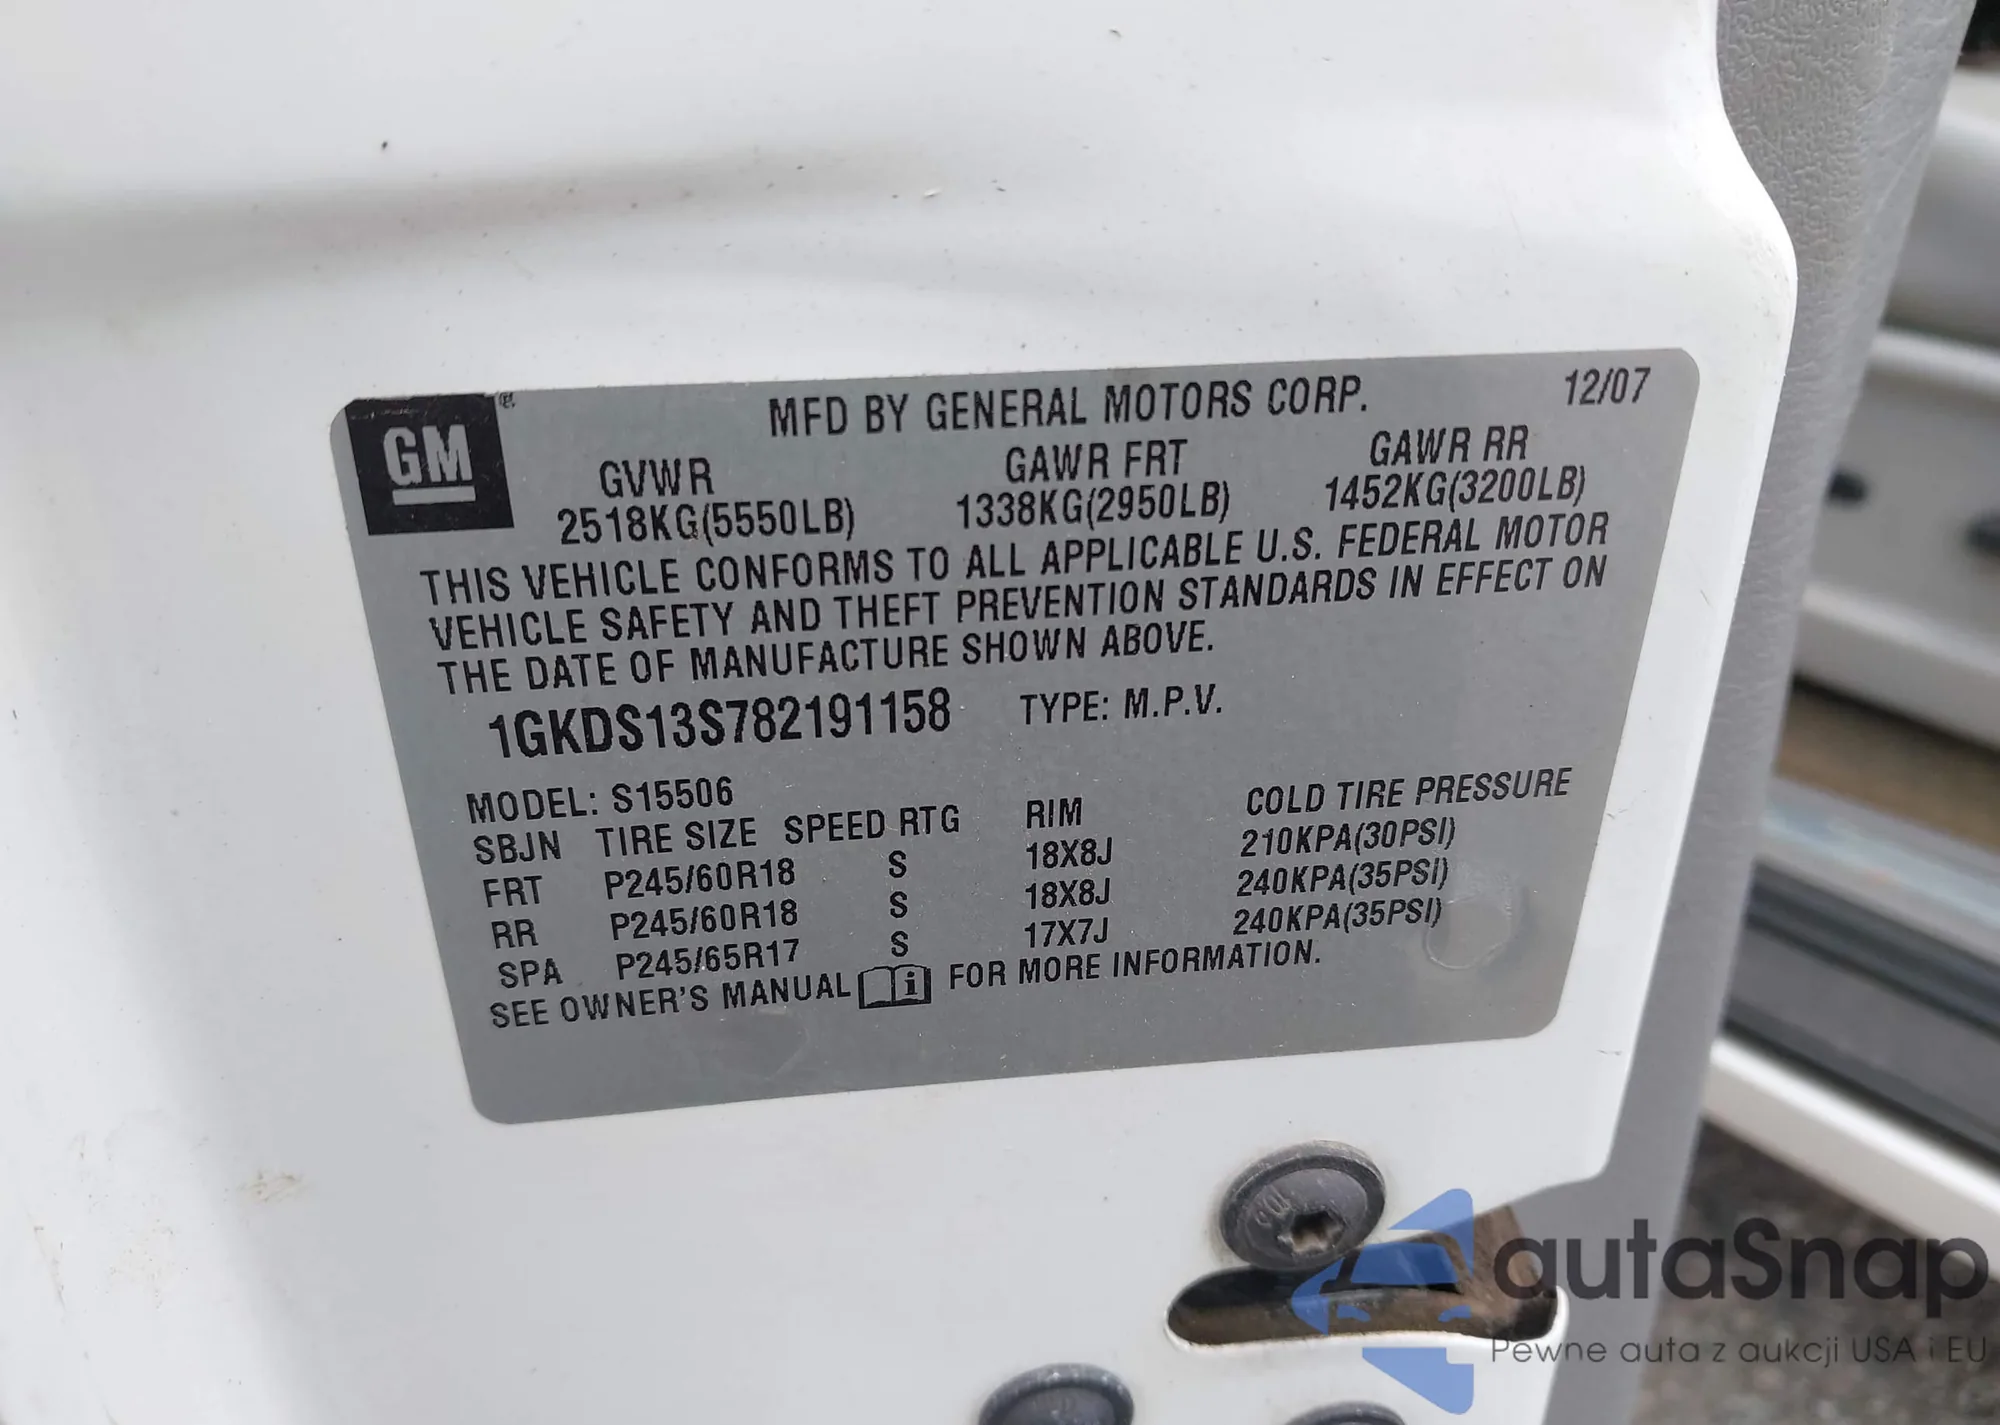 GM
MFD BY GENERAL MOTORS CORP. 12/07
GVWR GAWR FRT GAWR RR
2518KG(5550LB) 1338KG(2950LB) 1452KG(3200LB)
THIS VEHICLE CONFORMS TO ALL APPLICABLE U.S. FEDERAL MOTOR
VEHICLE SAFETY AND THEFT PREVENTION STANDARDS IN EFFECT ON
THE DATE OF MANUFACTURE SHOWN ABOVE.
1GKDS13S782191158 TYPE: M.P.V.
MODEL: S15506
SBJN TIRE SIZE SPEED RTG RIM COLD TIRE PRESSURE
FRT P245/60R18 S 18X8J 210KPA(30PSI)
RR P245/60R18 S 18X8J 240KPA(35PSI)
SPA P245/65R17 S 17X7J 240KPA(35PSI)
SEE OWNER'S MANUAL i FOR MORE INFORMATION.
autaSnap
Pewne auta z aukcji USA i EU